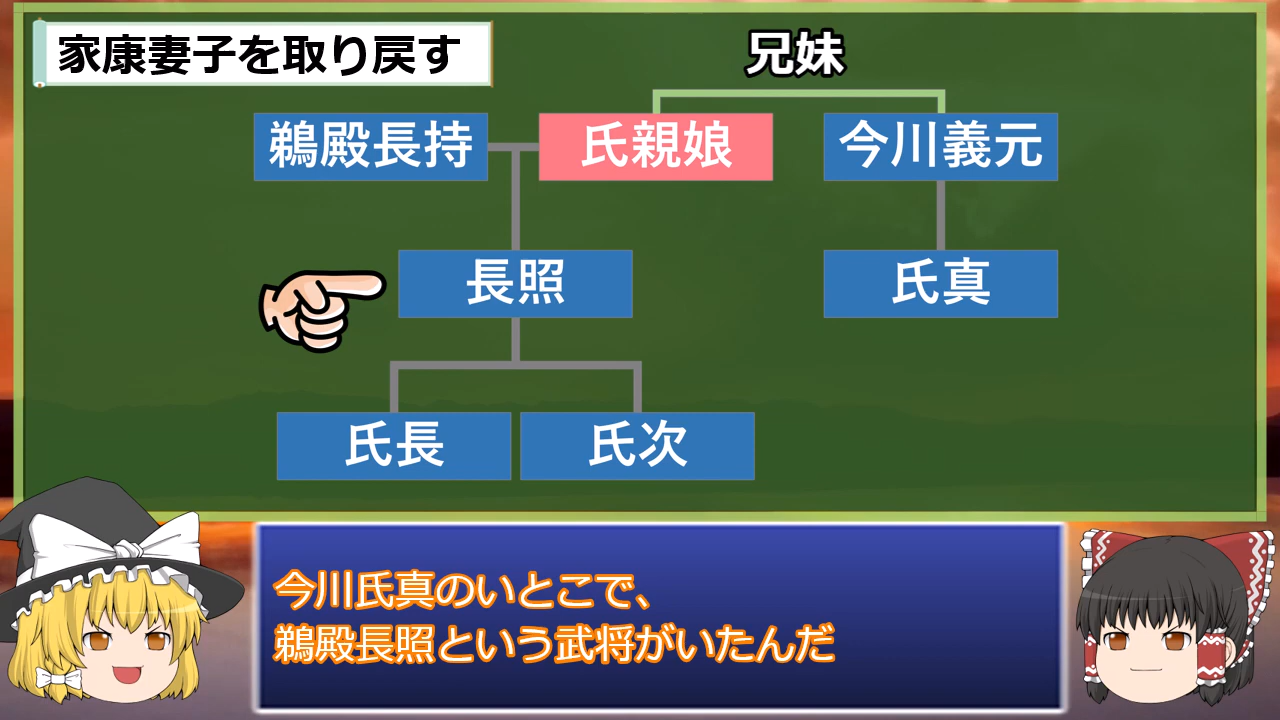 家康妻子を取り戻す
兄妹
鵜殿長持
氏親娘
今川義元
長照
氏真
氏長
氏次
今川氏真のいとこで、
鵜殿長照という武将がいたんだ